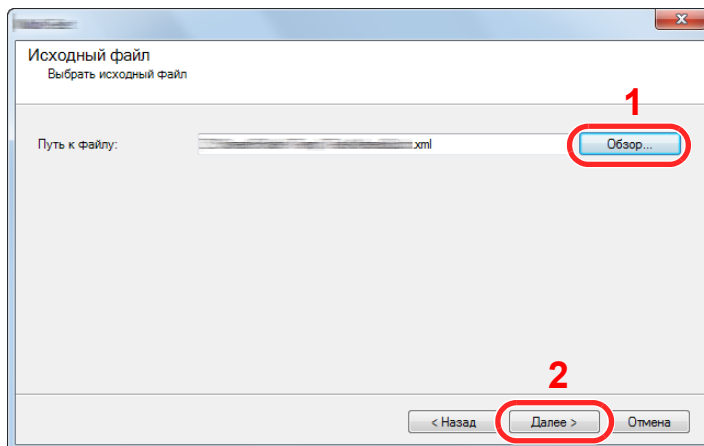 Исходный файл
Выбрать исходный файл
1
Путь к файлу: .xml Обзор...
2
< Назад Далее > Отмена